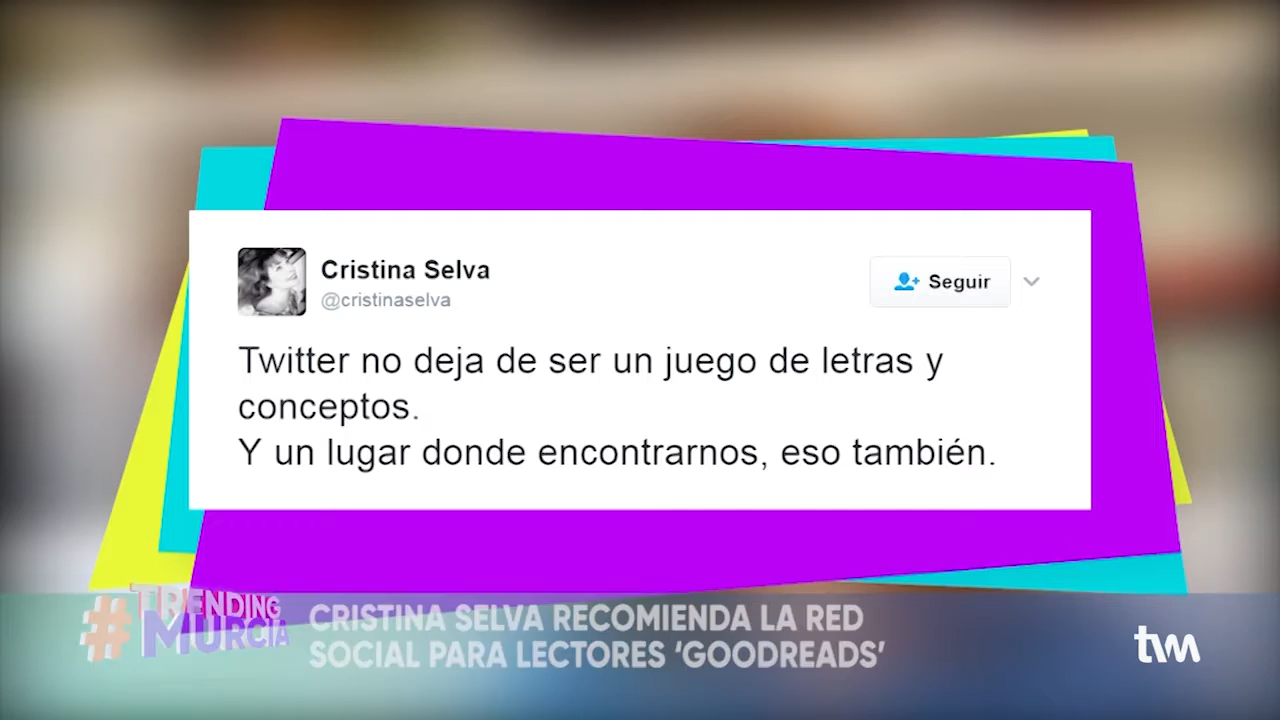 Cristina Selva
@cristinaselva
Seguir
Twitter no deja de ser un juego de letras y
conceptos.
Y un lugar donde encontrarnos, eso también.
#TRENDING
MURCIA
CRISTINA SELVA RECOMIENDA LA RED
SOCIAL PARA LECTORES ‘GOODREADS’
tvm